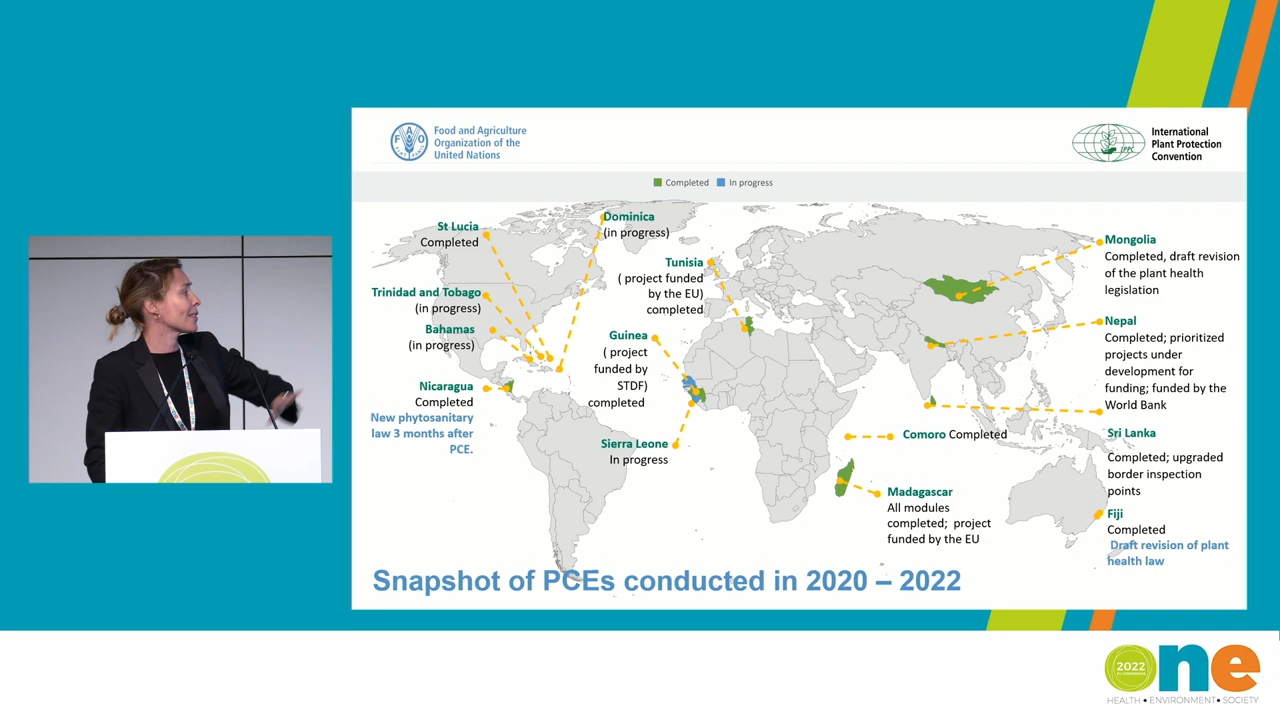 FAO
FIAT PANIS
Food and Agriculture
Organization of the
United Nations
IPPC
International
Plant Protection
Convention
Completed
In progress
St Lucia
Completed
Dominica
(in progress)
Trinidad and Tobago
(in progress)
Bahamas
(in progress)
Nicaragua
Completed
New phytosanitary
law 3 months after
PCE.
Tunisia
( project funded
by the EU)
completed
Guinea
( project
funded by
STDF)
completed
Sierra Leone
In progress
Comoro Completed
Madagascar
All modules
completed; project
funded by the EU
Mongolia
Completed, draft revision
of the plant health
legislation
Nepal
Completed; prioritized
projects under
development for
funding; funded by the
World Bank
Sri Lanka
Completed; upgraded
border inspection
points
Fiji
Completed
Draft revision of plant
health law
Snapshot of PCEs conducted in 2020 – 2022
2022
one
HEALTH • ENVIRONMENT • SOCIETY